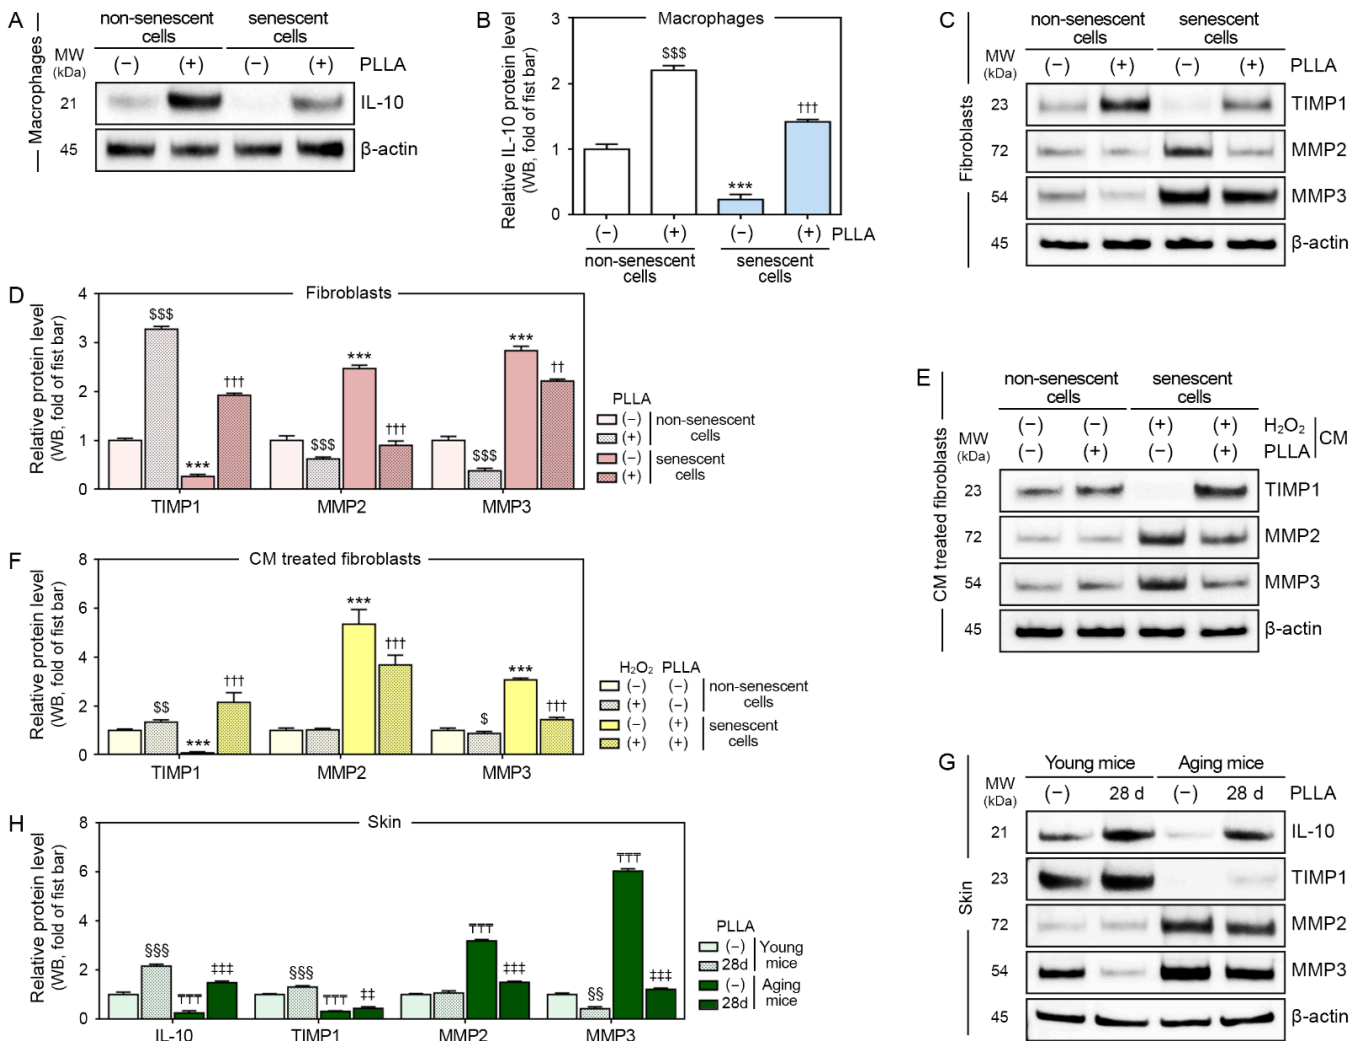 A
Macrophages
non-senescent cells
senescent cells
MW (kDa)
(−) (+) (−) (+) PLLA
21 IL-10
45 β-actin
B
Macrophages
Relative IL-10 protein level
(WB, fold of fist bar)
3
2
1
0
$$$
***
†††
(−) (+) (−) (+) PLLA
non-senescent cells
senescent cells
C
Fibroblasts
non-senescent cells
senescent cells
MW (kDa)
(−) (+) (−) (+) PLLA
23 TIMP1
72 MMP2
54 MMP3
45 β-actin
D
Fibroblasts
Relative protein level
(WB, fold of fist bar)
4
3
2
1
0
$$$ *** †††
$$$ *** †††
$$$ *** ††
TIMP1 MMP2 MMP3
PLLA
(−) non-senescent
(+) cells
(−) senescent
(+) cells
E
CM treated fibroblasts
non-senescent cells
senescent cells
MW (kDa)
(−) (−) (+) (+) H₂O₂
(−) (+) (−) (+) PLLA
CM
23 TIMP1
72 MMP2
54 MMP3
45 β-actin
F
CM treated fibroblasts
Relative protein level
(WB, fold of fist bar)
8
6
4
2
0
$$ *** †††
*** †††
$ *** †††
TIMP1 MMP2 MMP3
H₂O₂ PLLA
(−) (−) non-senescent
(+) (−) cells
(−) (+) senescent
(+) (+) cells
G
Skin
Young mice Aging mice
MW (kDa)
(−) 28 d (−) 28 d PLLA
21 IL-10
23 TIMP1
72 MMP2
54 MMP3
45 β-actin
H
Skin
Relative protein level
(WB, fold of fist bar)
8
6
4
2
0
§§§ ₸₸₸ ‡‡‡
§§§ ₸₸₸ ‡‡
₸₸₸ ‡‡‡
§§ ₸₸₸ ‡‡‡
IL-10 TIMP1 MMP2 MMP3
PLLA
(−) Young
28d mice
(−) Aging
28d mice